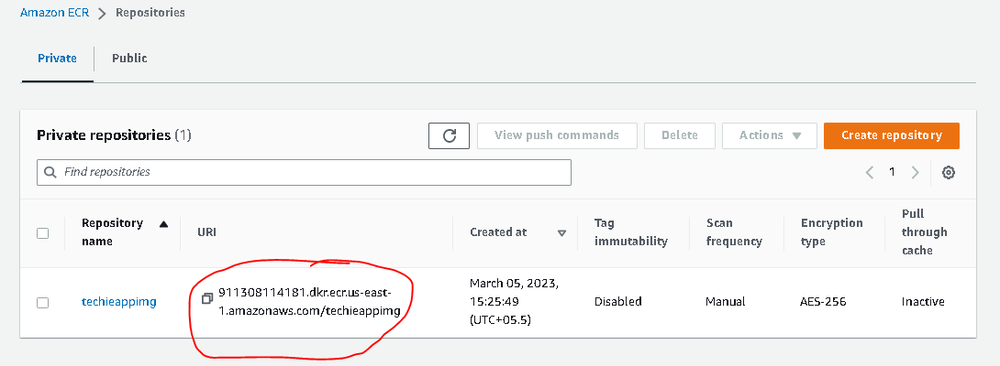 Amazon ECR > Repositories
Private Public
Private repositories (1) View push commands Delete Actions Create repository
Find repositories 1
Repository name URI Created at Tag immutability Scan frequency Encryption type Pull through cache
techieappimg
911308114181.dkr.ecr.us-east-
1.amazonaws.com/techieappimg
March 05, 2023,
15:25:49
(UTC+05.5)
Disabled Manual AES-256 Inactive